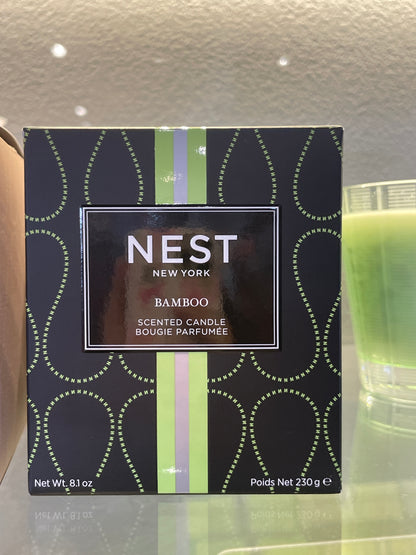 NEST
NEW YORK
BAMBOO
SCENTED CANDLE
BOUGIE PARFUMÉE
Net Wt. 8.1 oz
Poids Net 230 g ℮